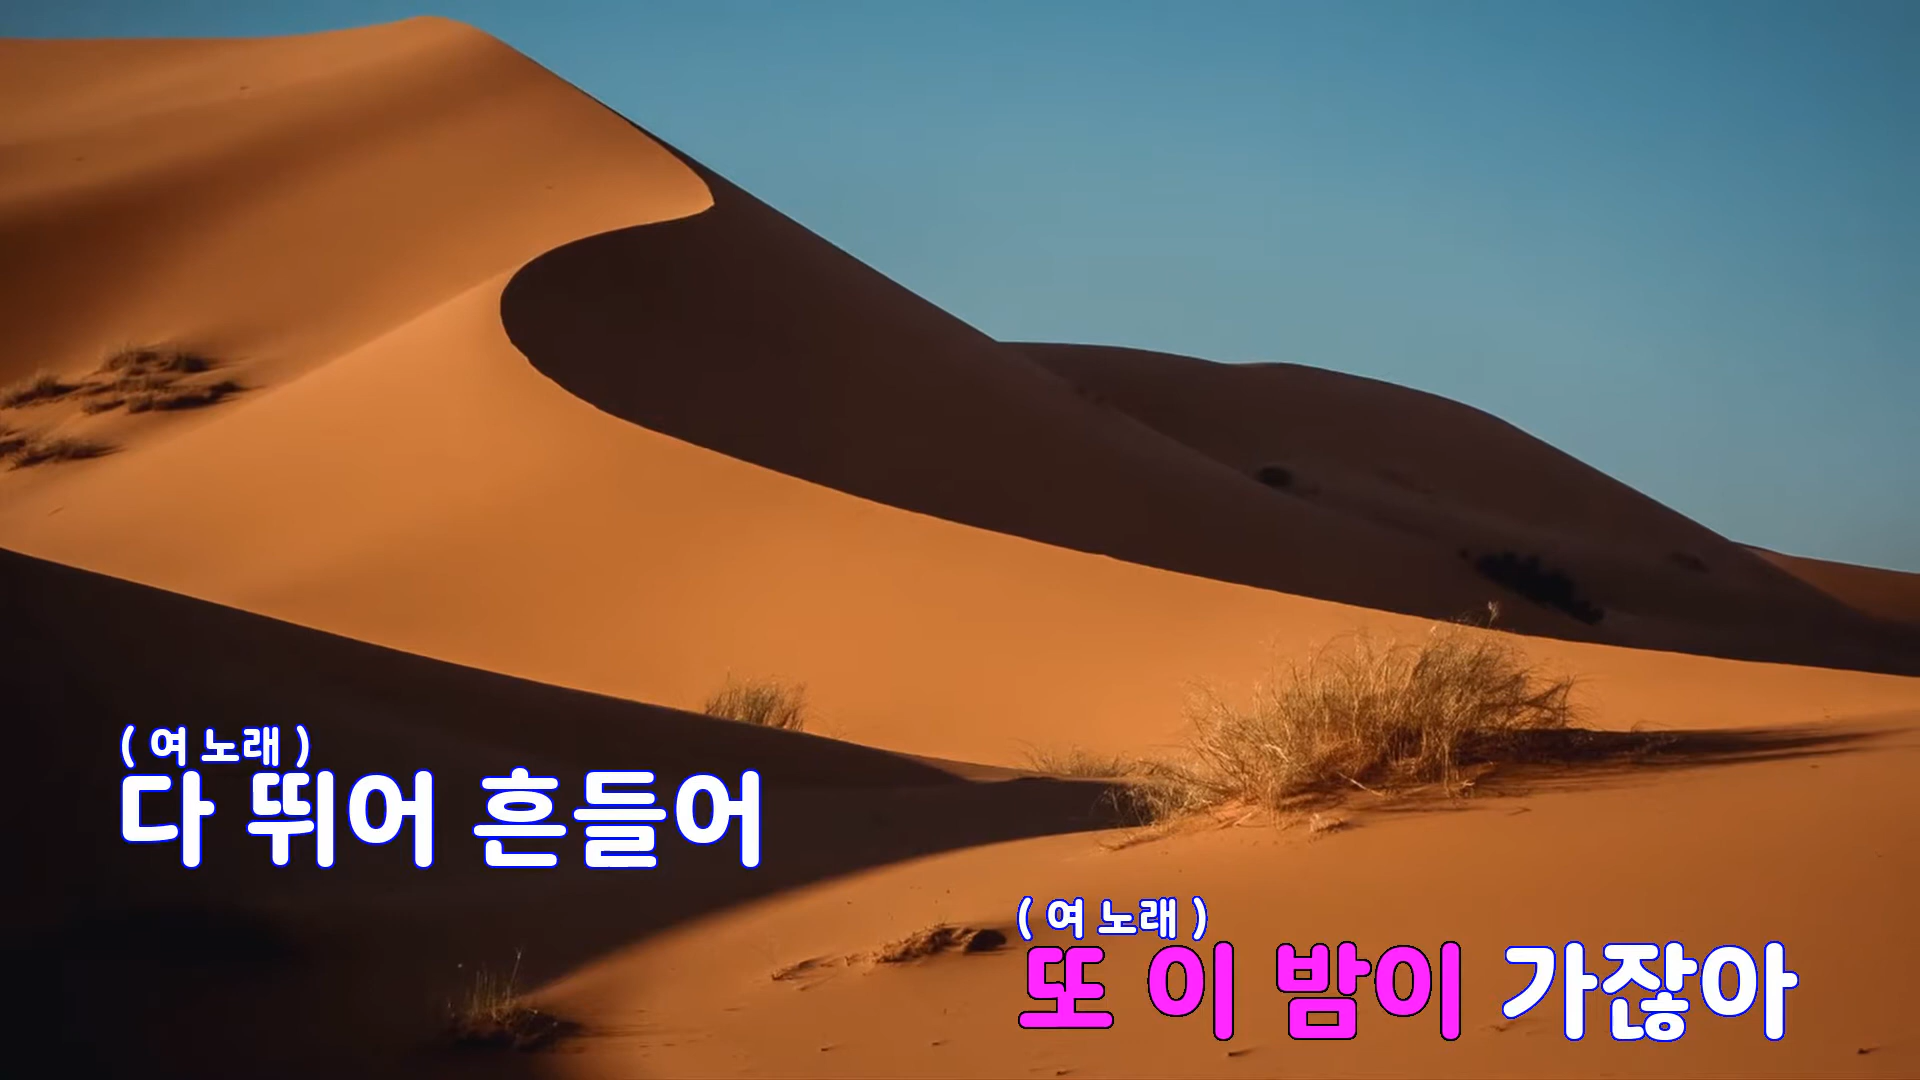 ( 여 노래 )
다 뛰어 흔들어
( 여 노래 )
또 이 밤이 가잖아